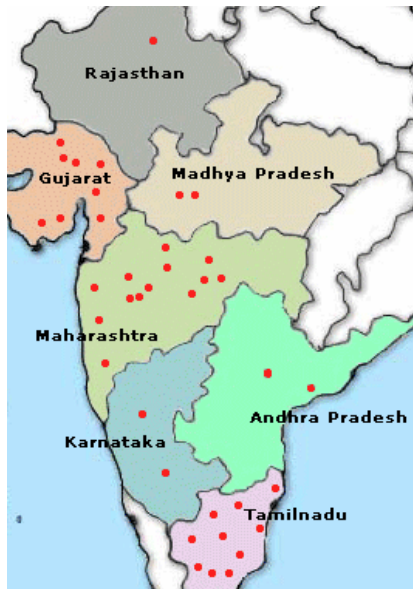 Rajasthan
Madhya Pradesh
Gujarat
Maharashtra
Andhra Pradesh
Karnataka
Tamilnadu